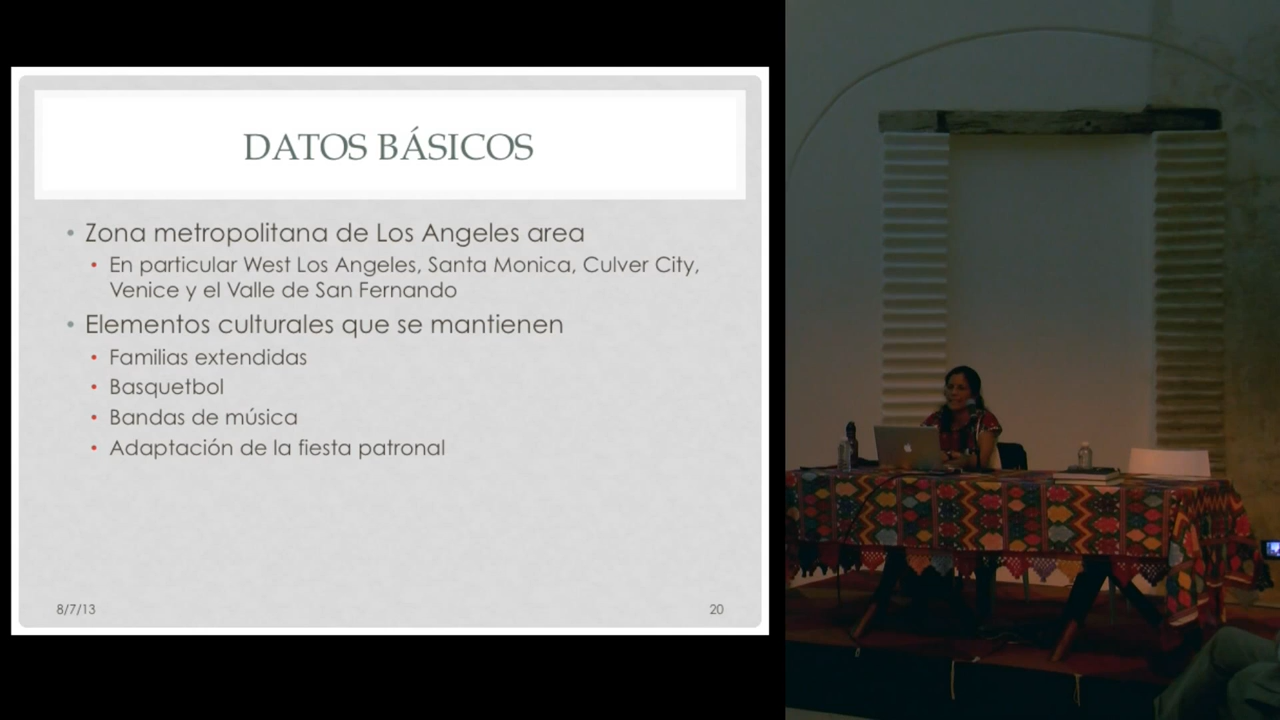 DATOS BÁSICOS
• Zona metropolitana de Los Angeles area
• En particular West Los Angeles, Santa Monica, Culver City,
Venice y el Valle de San Fernando
• Elementos culturales que se mantienen
• Familias extendidas
• Basquetbol
• Bandas de música
• Adaptación de la fiesta patronal
8/7/13
20